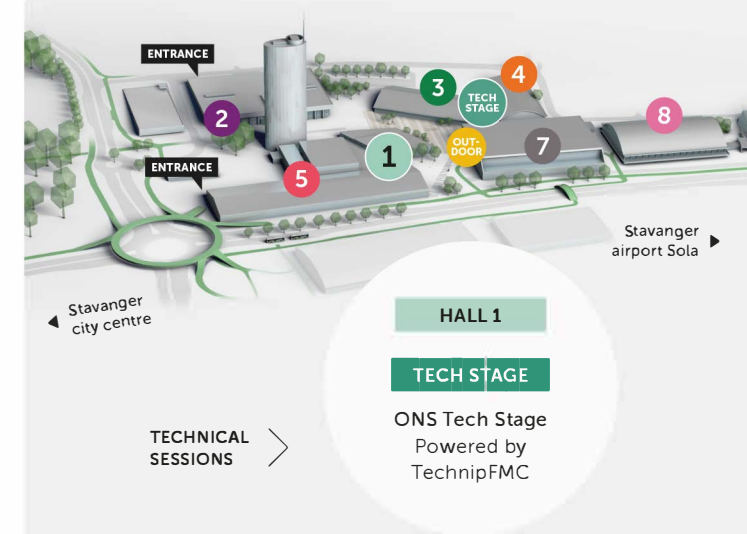 ENTRANCE
4
3
TECH
STAGE
2
8
OUT-
DOOR
7
1
ENTRANCE
5
Stavanger
airport Sola
Stavanger
city centre
HALL 1
TECH STAGE
ONS Tech Stage
Powered by
TechnipFMC
TECHNICAL
SESSIONS